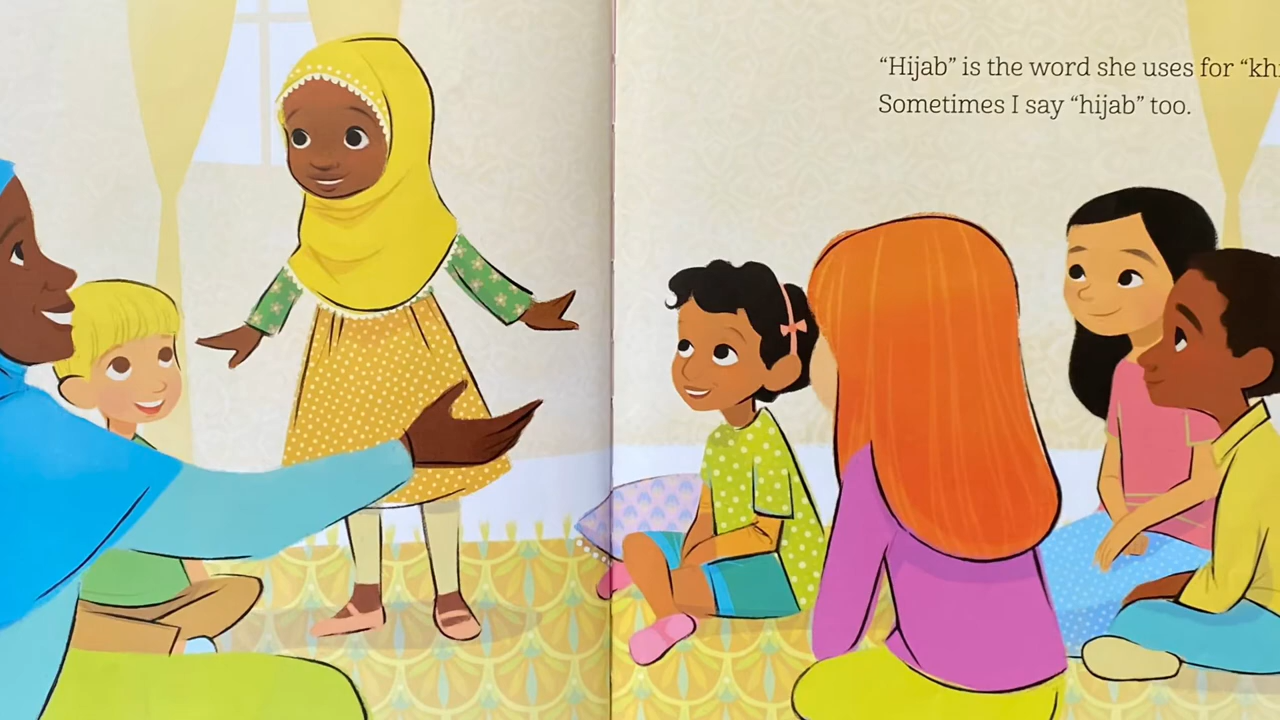 “Hijab” is the word she uses for
Sometimes I say “hijab” too.